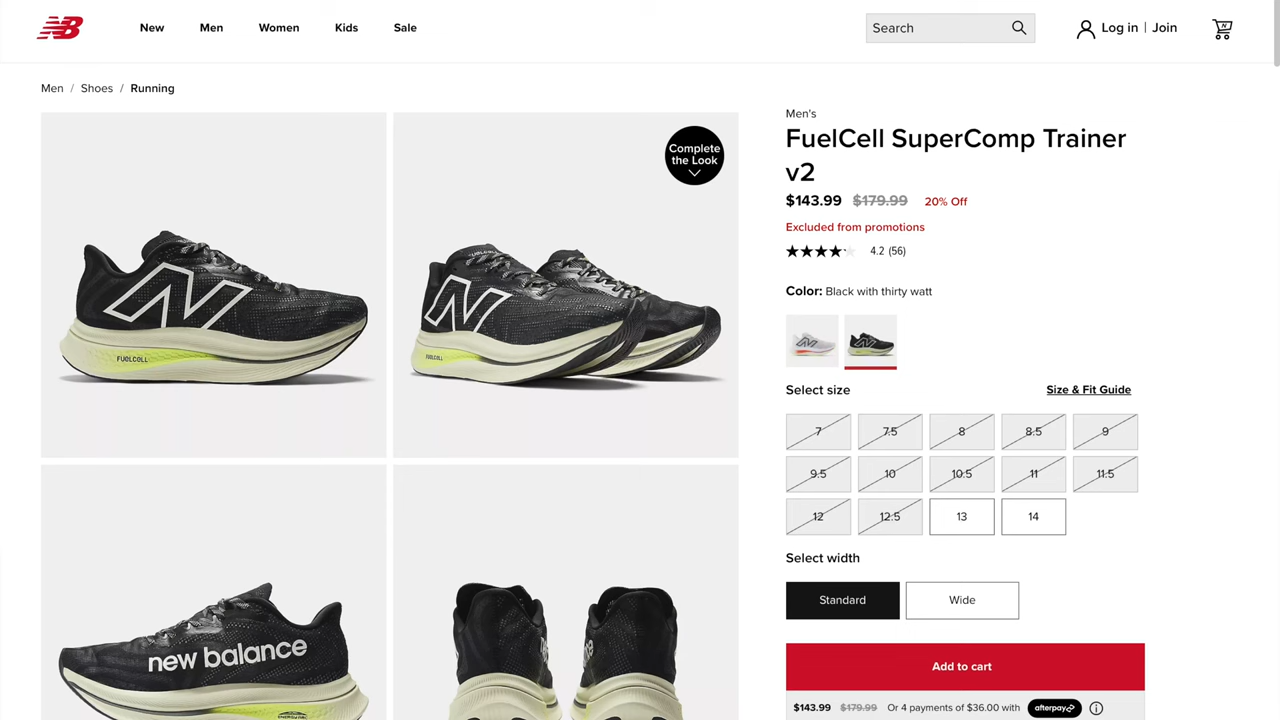 NB
New
Men
Women
Kids
Sale
Search
Log in | Join
N
Men / Shoes / Running
Complete
the Look
FUELCELL
FUELCELL
new balance
Men's
FuelCell SuperComp Trainer
v2
$143.99 $179.99 20% Off
Excluded from promotions
4.2 (56)
Color: Black with thirty watt
Select size
Size & Fit Guide
7 7.5 8 8.5 9
9.5 10 10.5 11 11.5
12 12.5 13 14
Select width
Standard Wide
Add to cart
$143.99 $179.99 Or 4 payments of $36.00 with afterpay